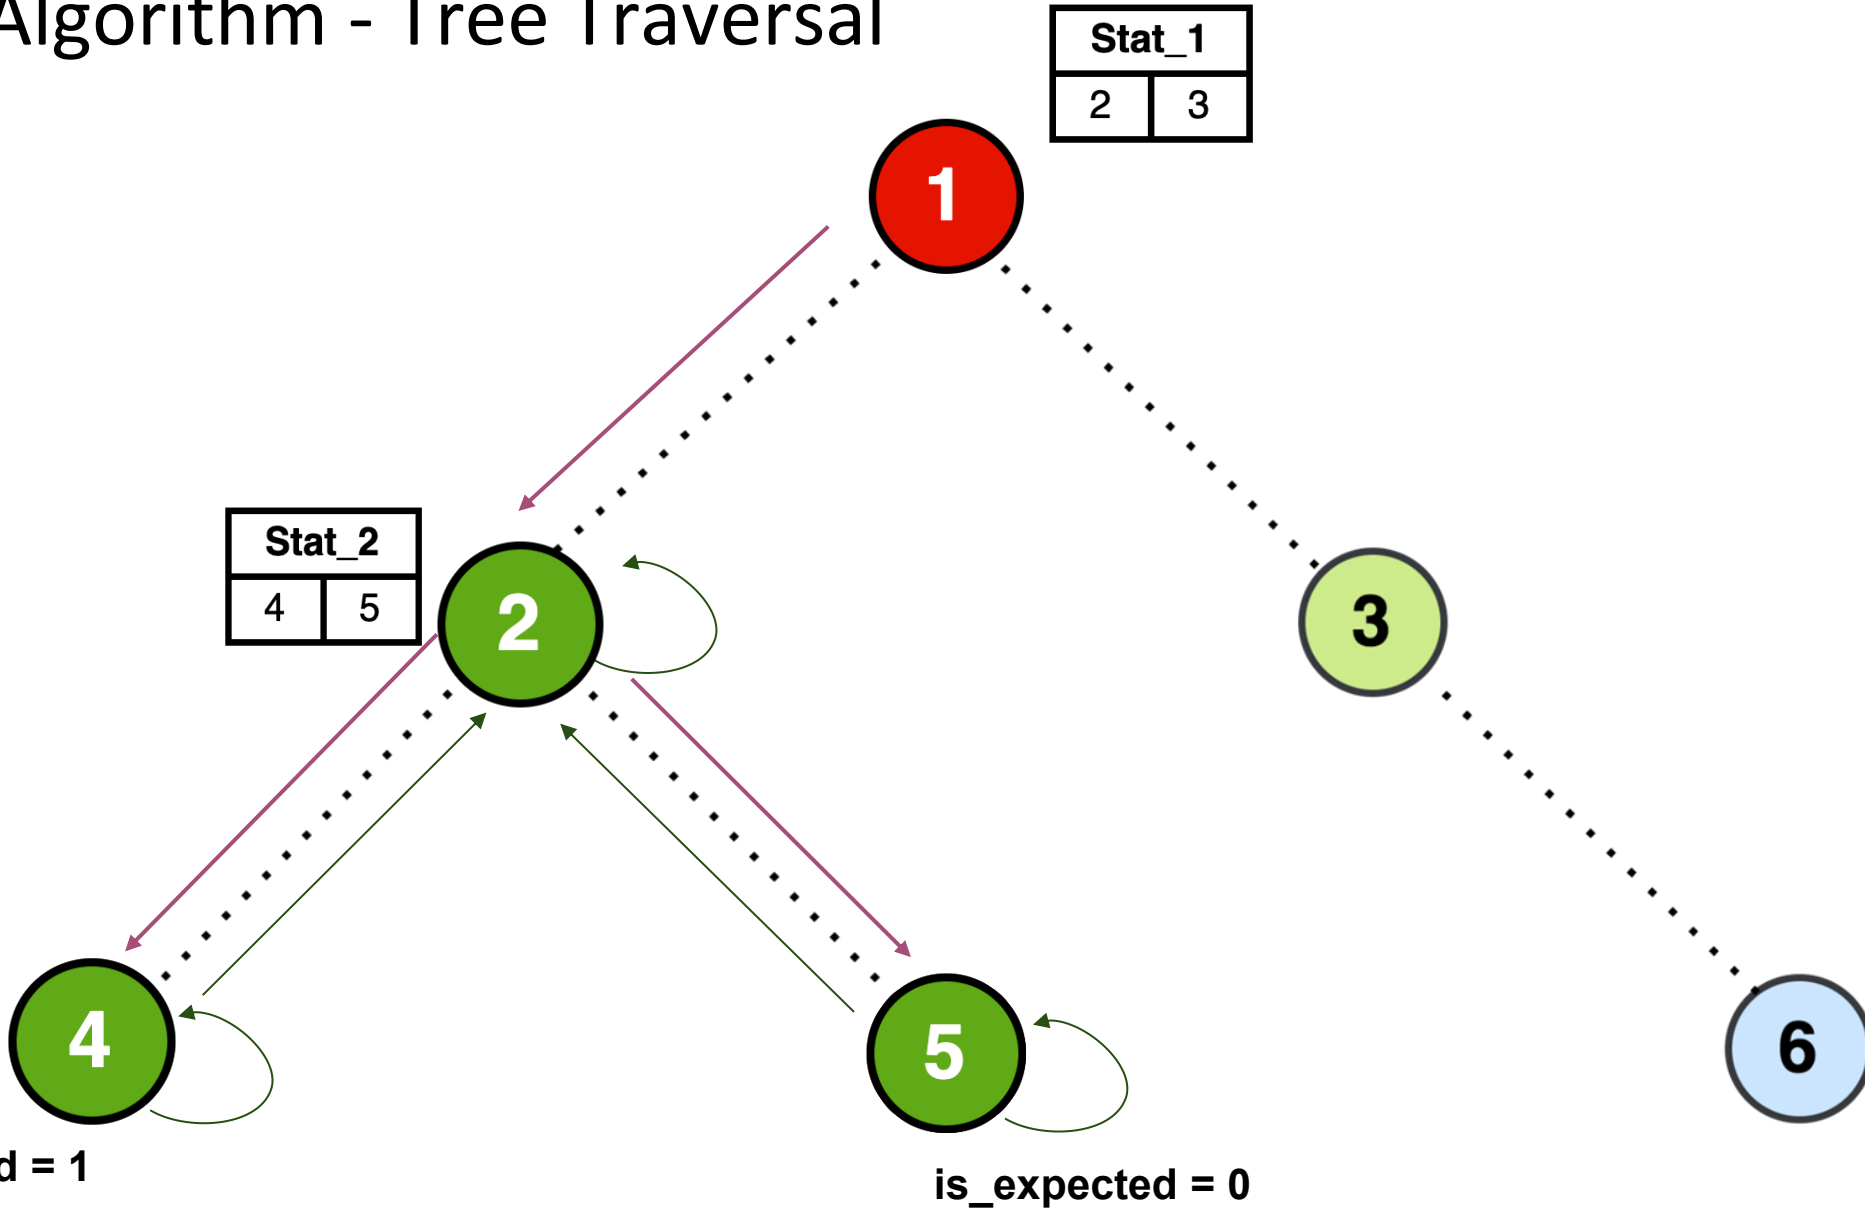 Algorithm - Tree Traversal
Stat_1
2 3
1
Stat_2
4 5
2
3
4
5
6
d = 1
is_expected = 0